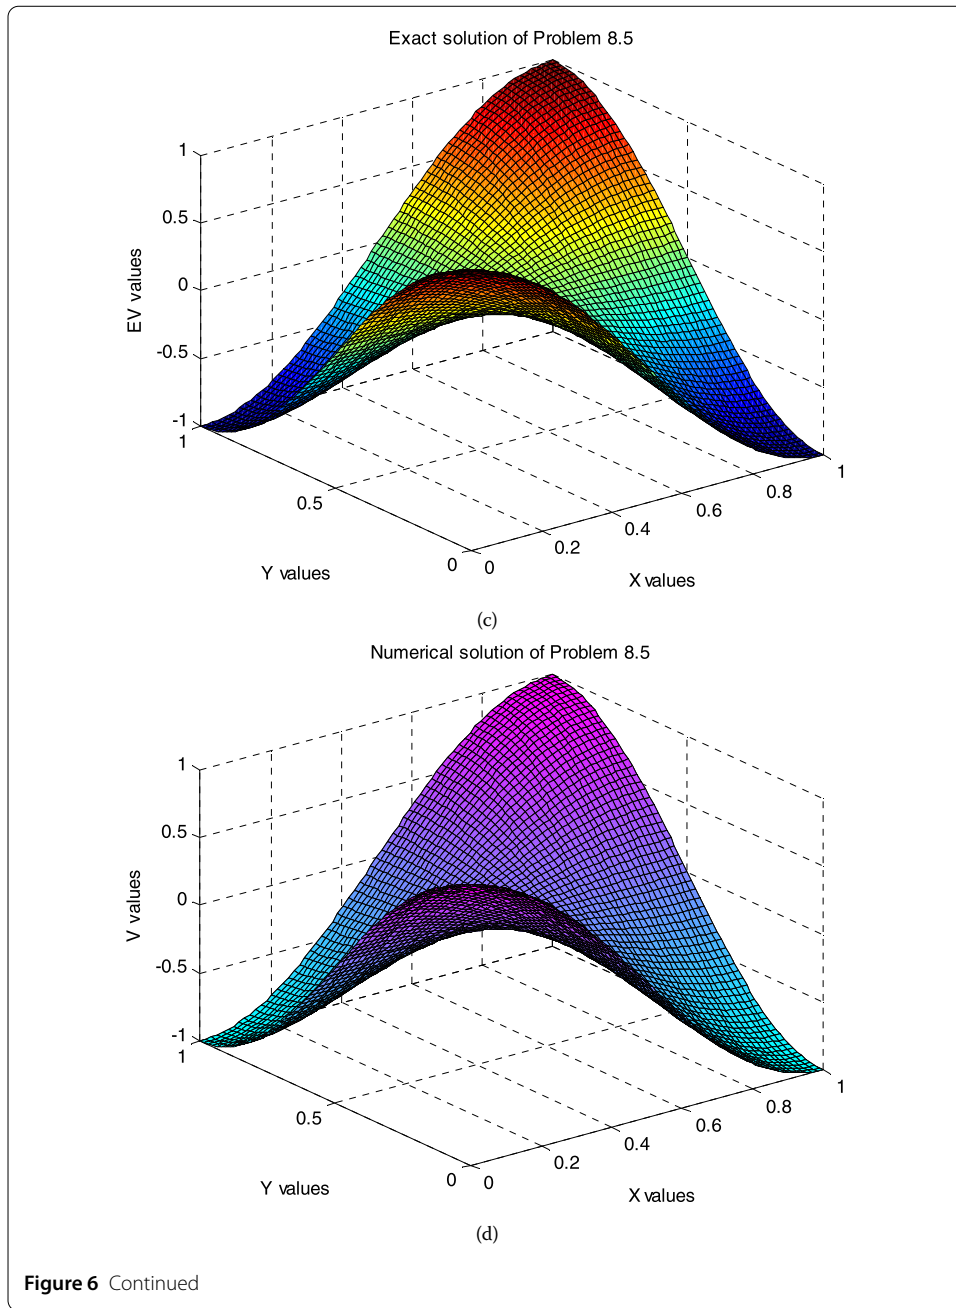 Exact solution of Problem 8.5
1
0.5
0
-0.5
-1
EV values
1
0.5
0
Y values
0
0.2
0.4
0.6
0.8
1
X values
(c)
Numerical solution of Problem 8.5
1
0.5
0
-0.5
-1
V values
1
0.5
0
Y values
0
0.2
0.4
0.6
0.8
1
X values
(d)
Figure 6 Continued